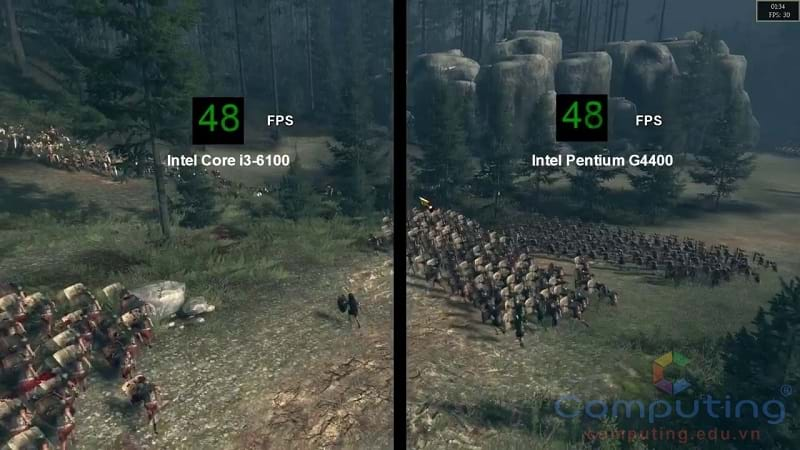 01:34
FPS: 30
48 FPS
Intel Core i3-6100
48 FPS
Intel Pentium G4400
Computing®
computing.edu.vn